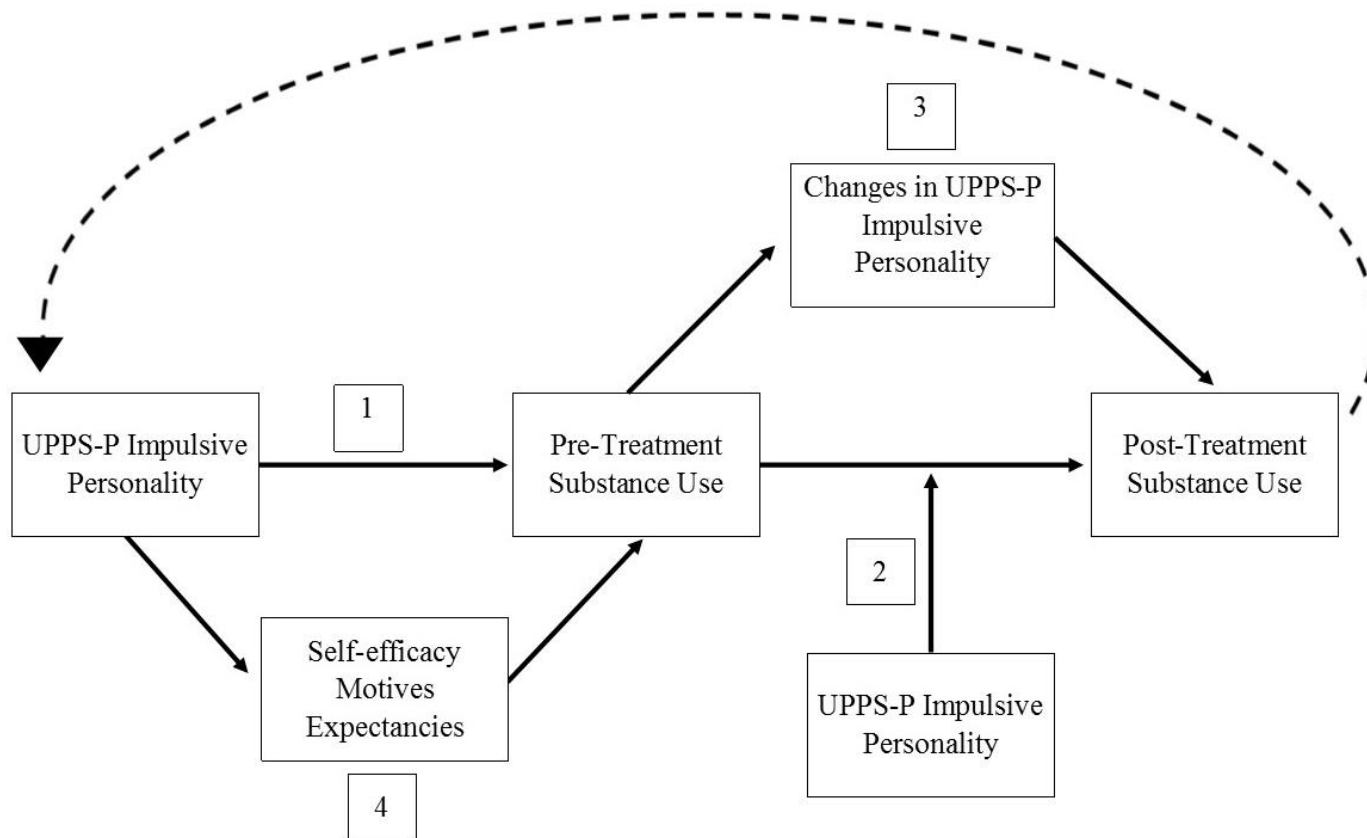 3
Changes in UPPS-P
Impulsive
Personality
1
UPPS-P Impulsive
Personality
Pre-Treatment
Substance Use
Post-Treatment
Substance Use
2
Self-efficacy
Motives
Expectancies
UPPS-P Impulsive
Personality
4